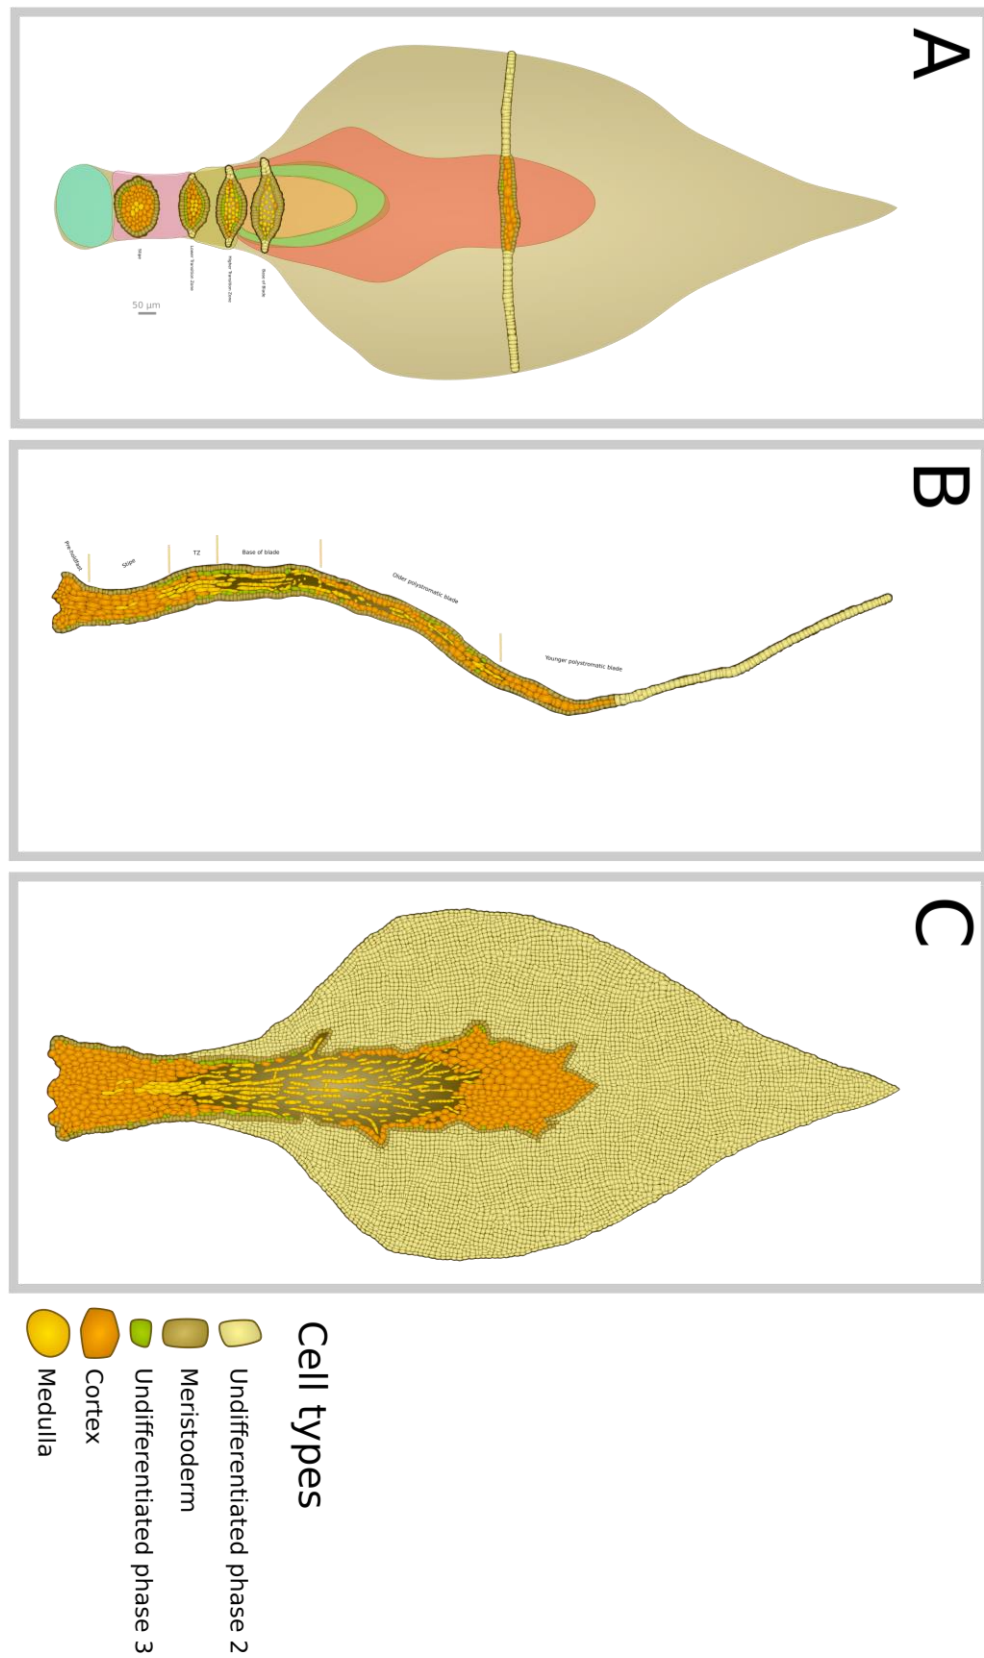 A
Base of Blade
Higher Transition Zone
Lower Transition Zone
Stipe
50 µm
B
Younger polystromatic blade
Older polystromatic blade
Base of blade
TZ
Stipe
Pre-holdfast
C
Cell types
Undifferentiated phase 2
Meristoderm
Undifferentiated phase 3
Cortex
Medulla